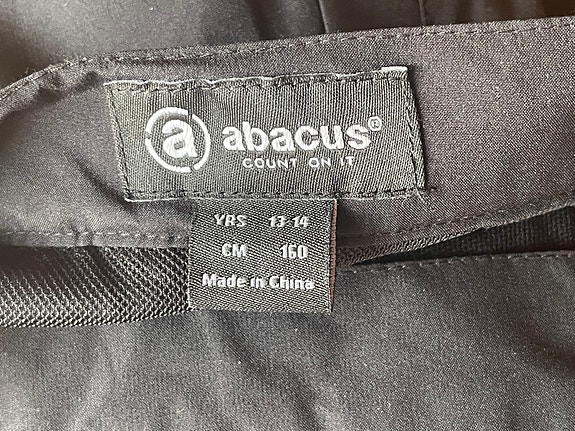 a abacus®
COUNT ON IT
YRS 13-14
CM 160
Made in China